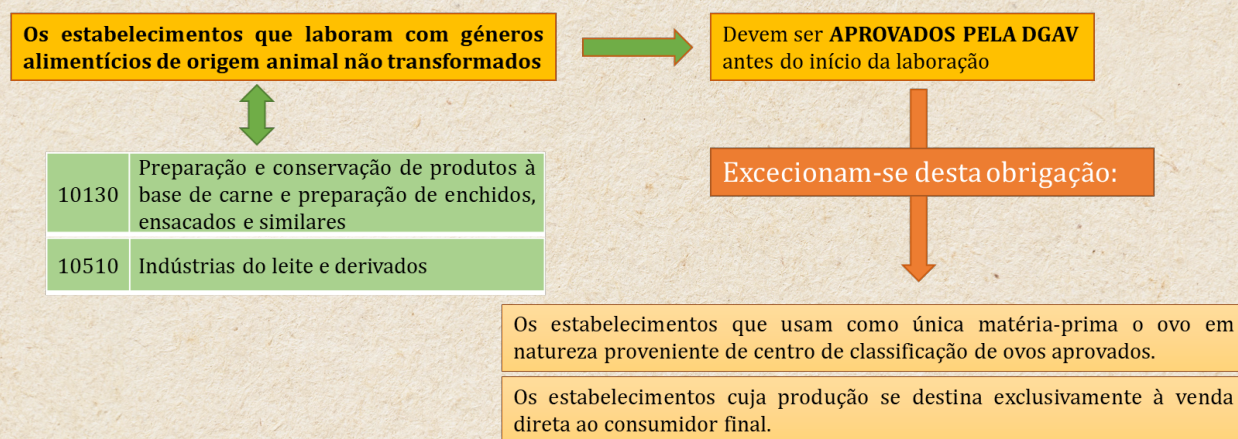 Os estabelecimentos que laboram com géneros
alimentícios de origem animal não transformados
Devem ser APROVADOS PELA DGAV
antes do início da laboração
10130
Preparação e conservação de produtos à
base de carne e preparação de enchidos,
ensacados e similares
10510
Indústrias do leite e derivados
Excecionam-se desta obrigação:
Os estabelecimentos que usam como única matéria-prima o ovo em
natureza proveniente de centro de classificação de ovos aprovados.
Os estabelecimentos cuja produção se destina exclusivamente à venda
direta ao consumidor final.